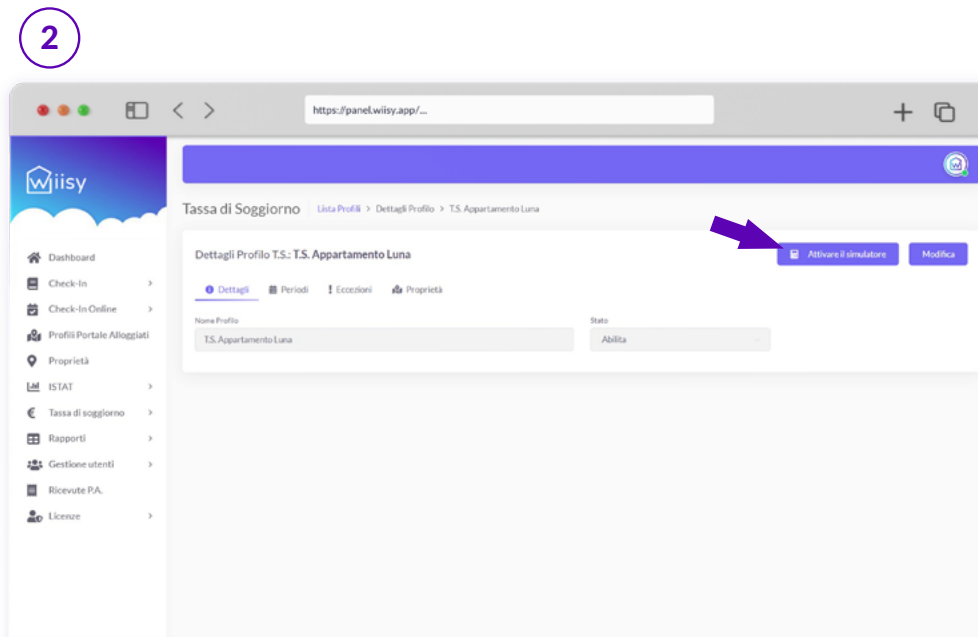 2
https://panel.wiisy.app/...
wiisy
Tassa di Soggiorno Lista Profili > Dettagli Profilo > T.S. Appartamento Luna
Dashboard
Check-In
Check-In Online
Profili Portale Alloggiati
Proprietà
ISTAT
Tassa di soggiorno
Rapporti
Gestione utenti
Ricevute P.A.
Licenze
Dettagli Profilo T.S.: T.S. Appartamento Luna
Attivare il simulatore
Modifica
Dettagli Periodi Eccezioni Proprietà
Nome Profilo
T.S. Appartamento Luna
Stato
Abilita